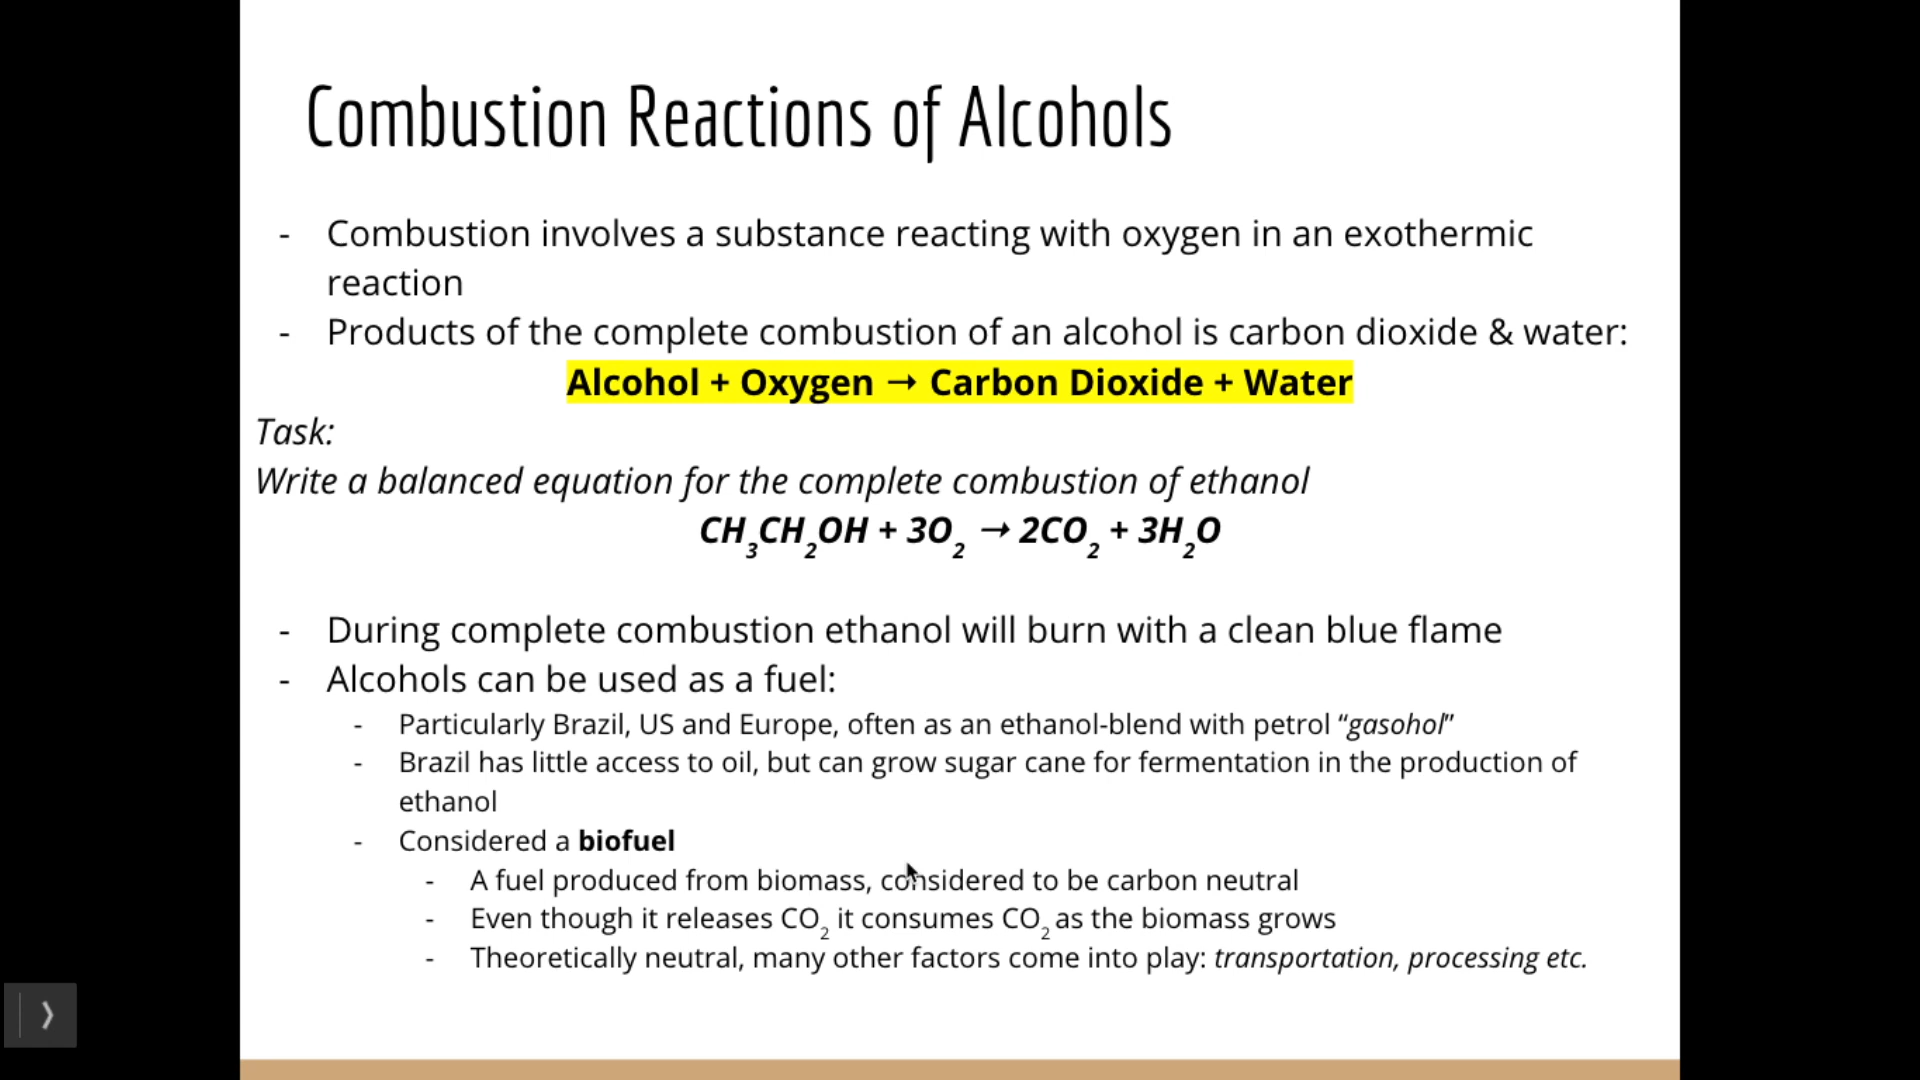 Combustion Reactions of Alcohols
- Combustion involves a substance reacting with oxygen in an exothermic
reaction
- Products of the complete combustion of an alcohol is carbon dioxide & water:
Alcohol + Oxygen → Carbon Dioxide + Water
Task:
Write a balanced equation for the complete combustion of ethanol
CH₃CH₂OH + 3O₂ → 2CO₂ + 3H₂O
- During complete combustion ethanol will burn with a clean blue flame
- Alcohols can be used as a fuel:
- Particularly Brazil, US and Europe, often as an ethanol-blend with petrol “gasohol”
- Brazil has little access to oil, but can grow sugar cane for fermentation in the production of
ethanol
- Considered a biofuel
- A fuel produced from biomass, considered to be carbon neutral
- Even though it releases CO₂ it consumes CO₂ as the biomass grows
- Theoretically neutral, many other factors come into play: transportation, processing etc.